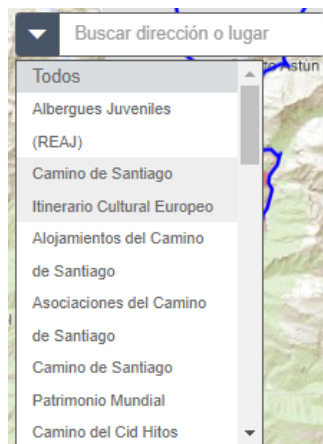 Buscar dirección o lugar
Astún
Todos
Albergues Juveniles
(REAJ)
Camino de Santiago
Itinerario Cultural Europeo
Alojamientos del Camino
de Santiago
Asociaciones del Camino
de Santiago
Camino de Santiago
Patrimonio Mundial
Camino del Cid Hitos